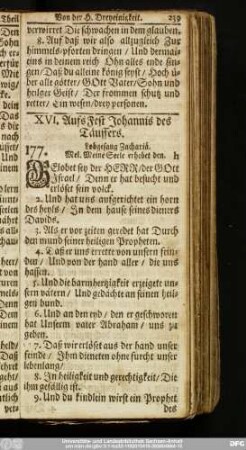 Von der H. Dreyeinigkeit. 239
verwirret Die schwachen in dem glauben.
8. Auf daß wir also allzugleich Zur
himmels-pforten dringen / Und dermal-
eins in deinem reich Ohn alles ende sin-
gen / Daß du alleine könig seyst / Hoch ü-
ber alle götter / GOtt Vater / Sohn und
heilger Geist / Der frommen schutz und
retter / Ein wesen / drey personen.
XVI. Aufs Fest Johannis des
Täuffers.
Lobgesang Zachariä.
177. Mel. Meine Seele erhebet den. h
GElobet sey der HERR / der GOtt
Israel / Denn er hat besucht und
erlöset sein volck.
2. Und hat uns aufgerichtet ein horn
des heyls / In dem hause seines dieners
Davids.
3. Als er vor zeiten geredet hat Durch
den mund seiner heiligen Propheten.
4. Daß er uns errette von unsern fein-
den / Und von der hand aller / die uns
hassen.
5. Und die barmhertzigkeit erzeigte un-
sern vätern / Und gedächte an seinen heili-
gen bund.
6. Und an den eyd / den er geschworen
hat Unserm vater Abraham / uns zu
geben.
7. Daß wir erlöset aus der hand unser
feinde / Ihm dieneten ohne furcht unser
lebenlang /
8. In heiligkeit und gerechtigkeit / Die
ihm gefällig ist.
9. Und du kindlein wirst ein Prophet
des